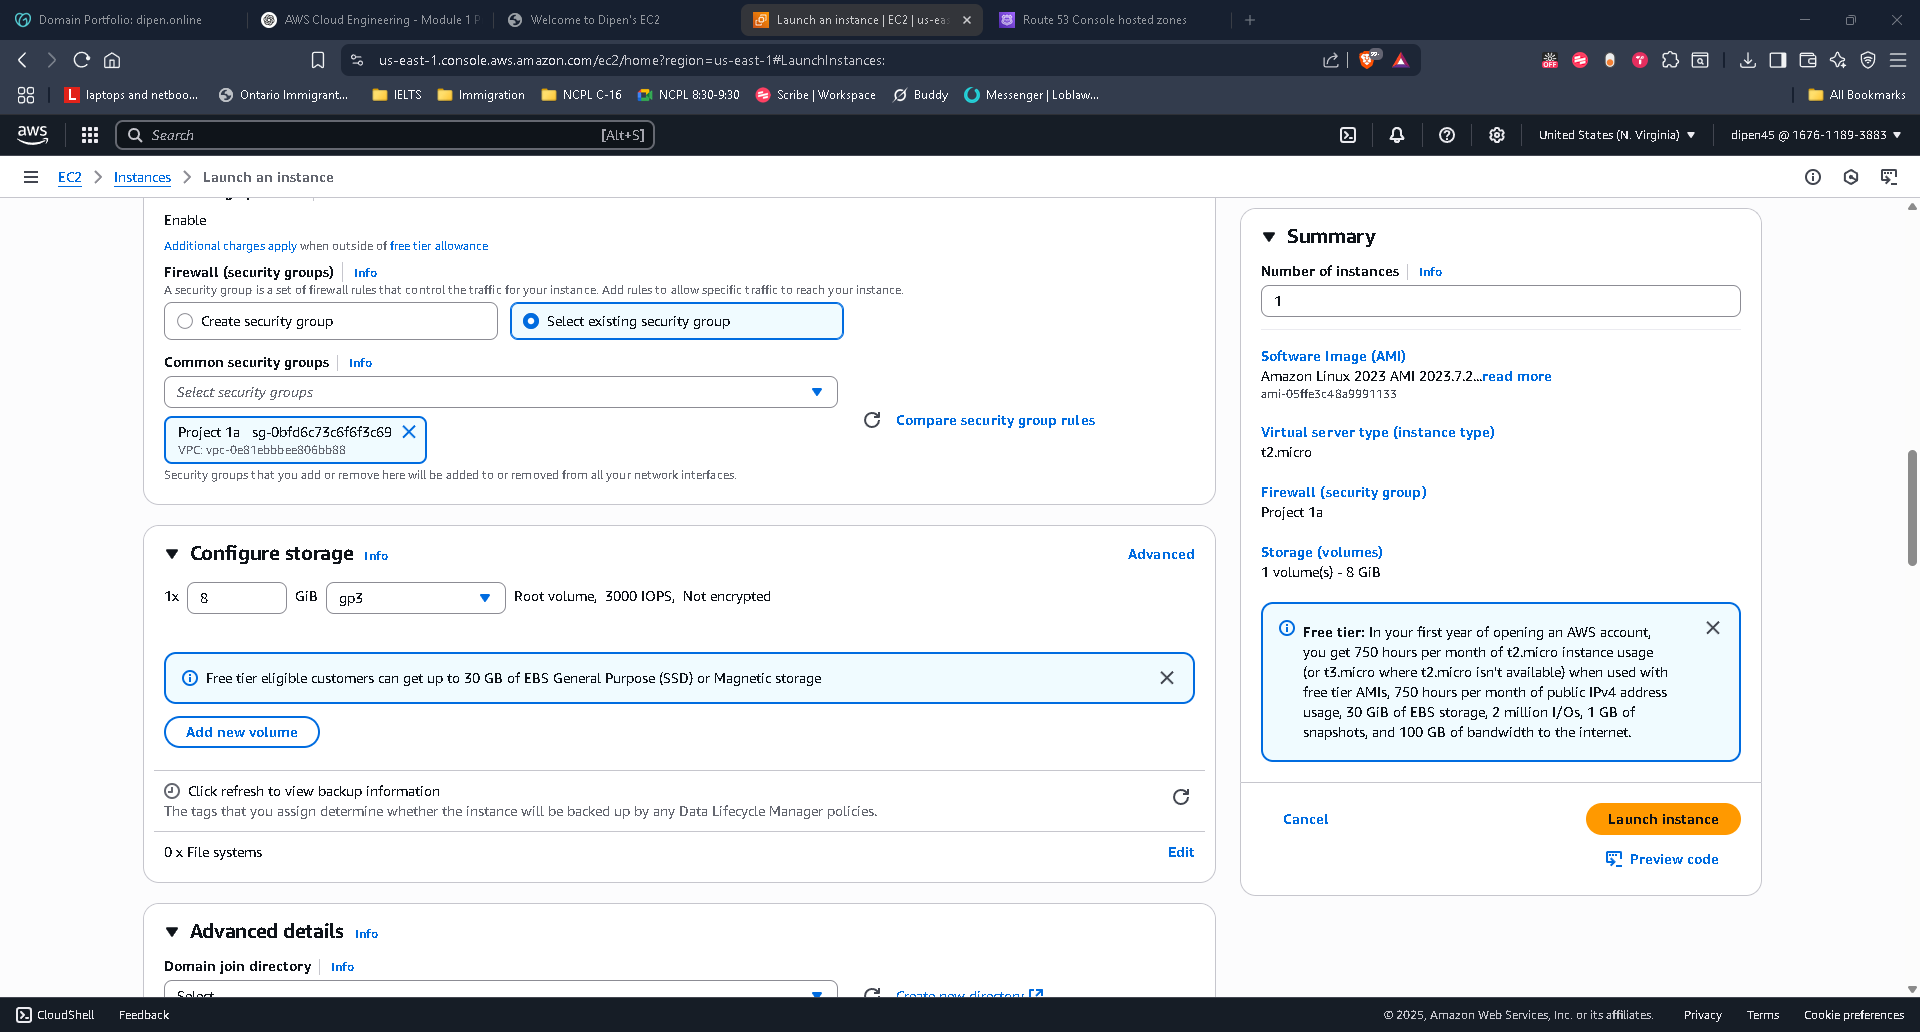 Domain Portfolio: dipen.online
AWS Cloud Engineering - Module 1 P
Welcome to Dipen's EC2
Launch an instance | EC2 | us-eas
Route 53 Console hosted zones
us-east-1.console.aws.amazon.com/ec2/home?region=us-east-1#LaunchInstances:
laptops and netboo...
Ontario Immigrant...
IELTS
Immigration
NCPL C-16
NCPL 8:30-9:30
Scribe | Workspace
Buddy
Messenger | Loblaw...
All Bookmarks
aws
Search
[Alt+S]
United States (N. Virginia)
dipen45 @ 1676-1189-3883
EC2
Instances
Launch an instance
Enable
Additional charges apply when outside of free tier allowance
Firewall (security groups)
Info
A security group is a set of firewall rules that control the traffic for your instance. Add rules to allow specific traffic to reach your instance.
Create security group
Select existing security group
Common security groups
Info
Select security groups
Project 1a sg-0bfd6c73c6f6f3c69
VPC: vpc-0e81ebbbee806bb88
Compare security group rules
Security groups that you add or remove here will be added to or removed from all your network interfaces.
Configure storage
Info
Advanced
1x
8
GiB
gp3
Root volume, 3000 IOPS, Not encrypted
Free tier eligible customers can get up to 30 GB of EBS General Purpose (SSD) or Magnetic storage
Add new volume
Click refresh to view backup information
The tags that you assign determine whether the instance will be backed up by any Data Lifecycle Manager policies.
0 x File systems
Edit
Advanced details
Info
Domain join directory
Info
Select
Create new directory
Summary
Number of instances
Info
1
Software Image (AMI)
Amazon Linux 2023 AMI 2023.7.2...read more
ami-05ffe3c48a9991133
Virtual server type (instance type)
t2.micro
Firewall (security group)
Project 1a
Storage (volumes)
1 volume(s) - 8 GiB
Free tier: In your first year of opening an AWS account,
you get 750 hours per month of t2.micro instance usage
(or t3.micro where t2.micro isn't available) when used with
free tier AMIs, 750 hours per month of public IPv4 address
usage, 30 GiB of EBS storage, 2 million I/Os, 1 GB of
snapshots, and 100 GB of bandwidth to the internet.
Cancel
Launch instance
Preview code
CloudShell
Feedback
© 2025, Amazon Web Services, Inc. or its affiliates.
Privacy
Terms
Cookie preferences